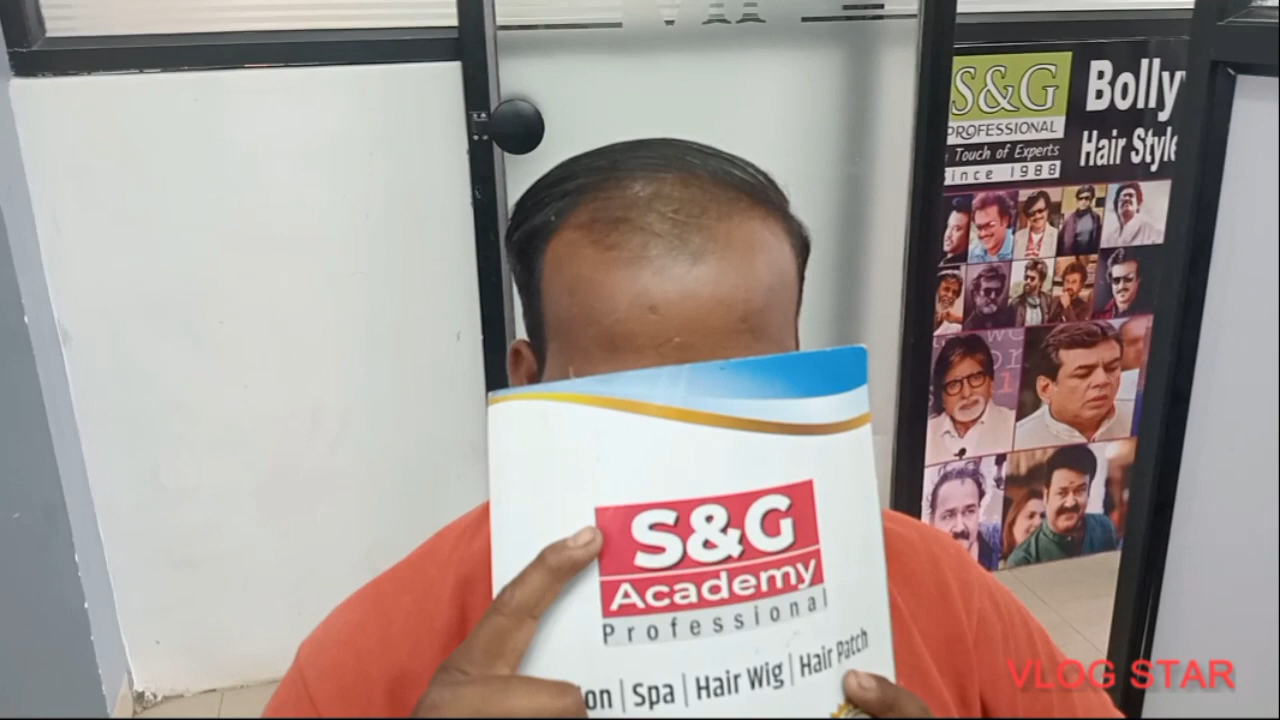 S&G
PROFESSIONAL
Touch of Experts
Since 1988
Bolly
Hair Style
S&G
Academy
Professional
on | Spa | Hair Wig | Hair Patch
VLOG STAR